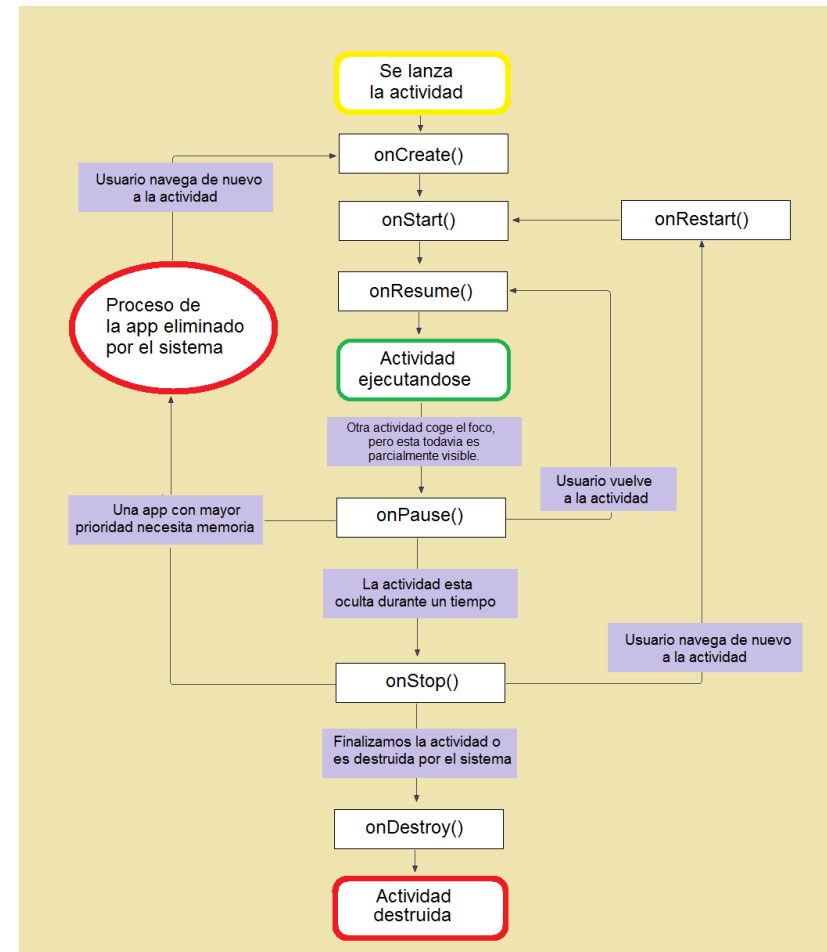 Se lanza
la actividad
onCreate()
Usuario navega de nuevo
a la actividad
onStart()
onRestart()
onResume()
Proceso de
la app eliminado
por el sistema
Actividad
ejecutandose
Otra actividad coge el foco,
pero esta todavia es
parcialmente visible.
Usuario vuelve
a la actividad
Una app con mayor
prioridad necesita memoria
onPause()
La actividad esta
oculta durante un tiempo
Usuario navega de nuevo
a la actividad
onStop()
Finalizamos la actividad o
es destruida por el sistema
onDestroy()
Actividad
destruida